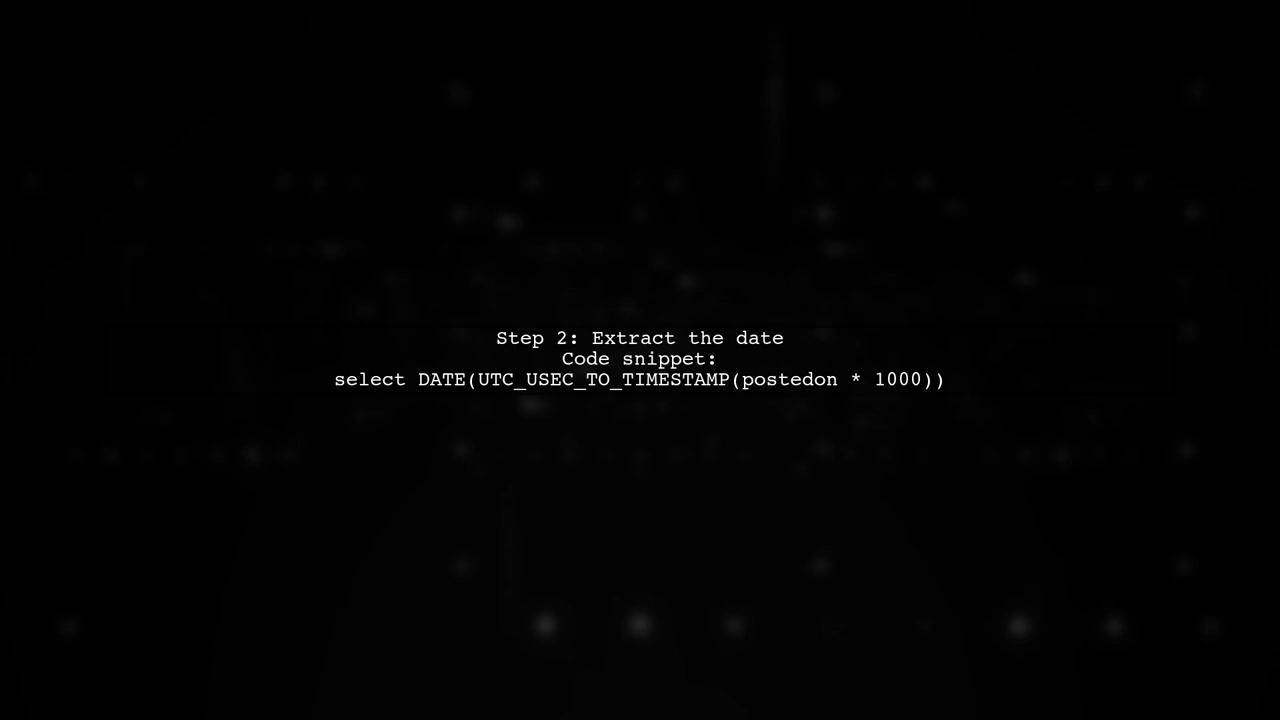 Step 2: Extract the date
Code snippet:
select DATE(UTC_USEC_TO_TIMESTAMP(postedon * 1000))